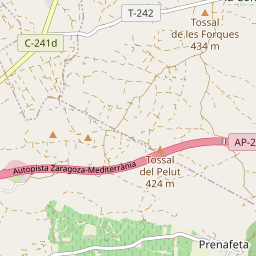 T-242
Tossal
de les Forques
434 m
C-241d
AP-2
Autopista Zaragoza-Mediterrània
Tossal
del Pelut
424 m
Prenafeta